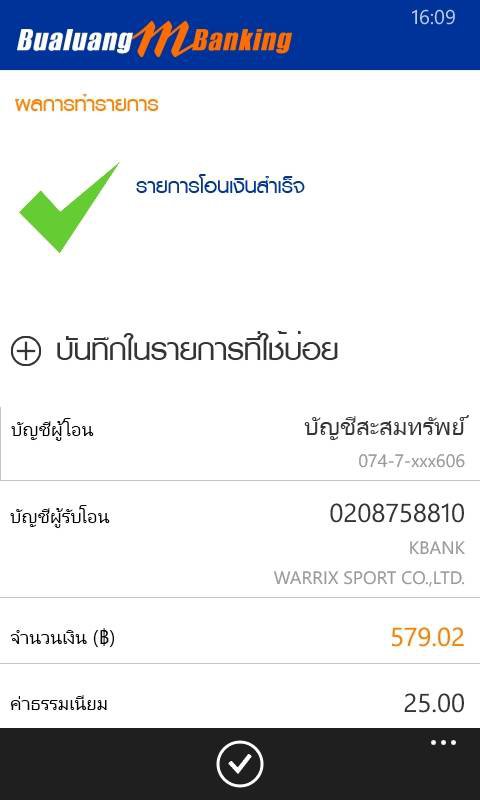 16:09
Bualuang mBanking
ผลการทำรายการ
รายการโอนเงินสำเร็จ
บันทึกในรายการที่ใช้บ่อย
บัญชีผู้โอน
บัญชีสะสมทรัพย์
074-7-xxx606
บัญชีผู้รับโอน
0208758810
KBANK
WARRIX SPORT CO.,LTD.
จำนวนเงิน (฿)
579.02
ค่าธรรมเนียม
25.00